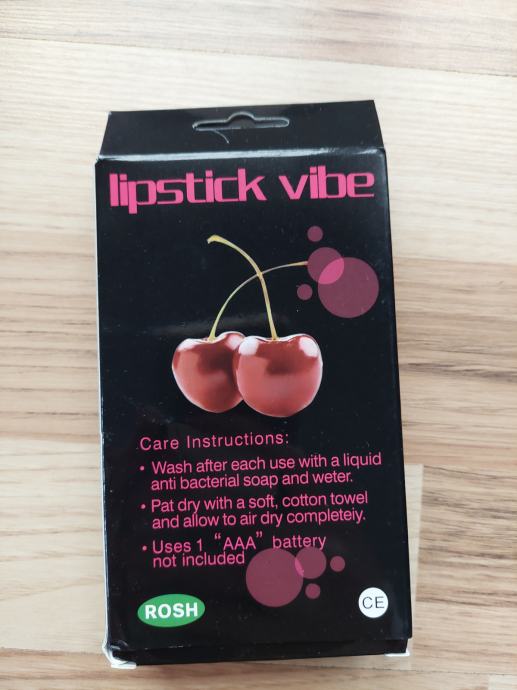 lipstick vibe
Care Instructions:
• Wash after each use with a liquid
anti bacterial soap and weter.
• Pat dry with a soft, cotton towel
and allow to air dry completeiy.
• Uses 1 “AAA” battery
not included
ROSH
CE